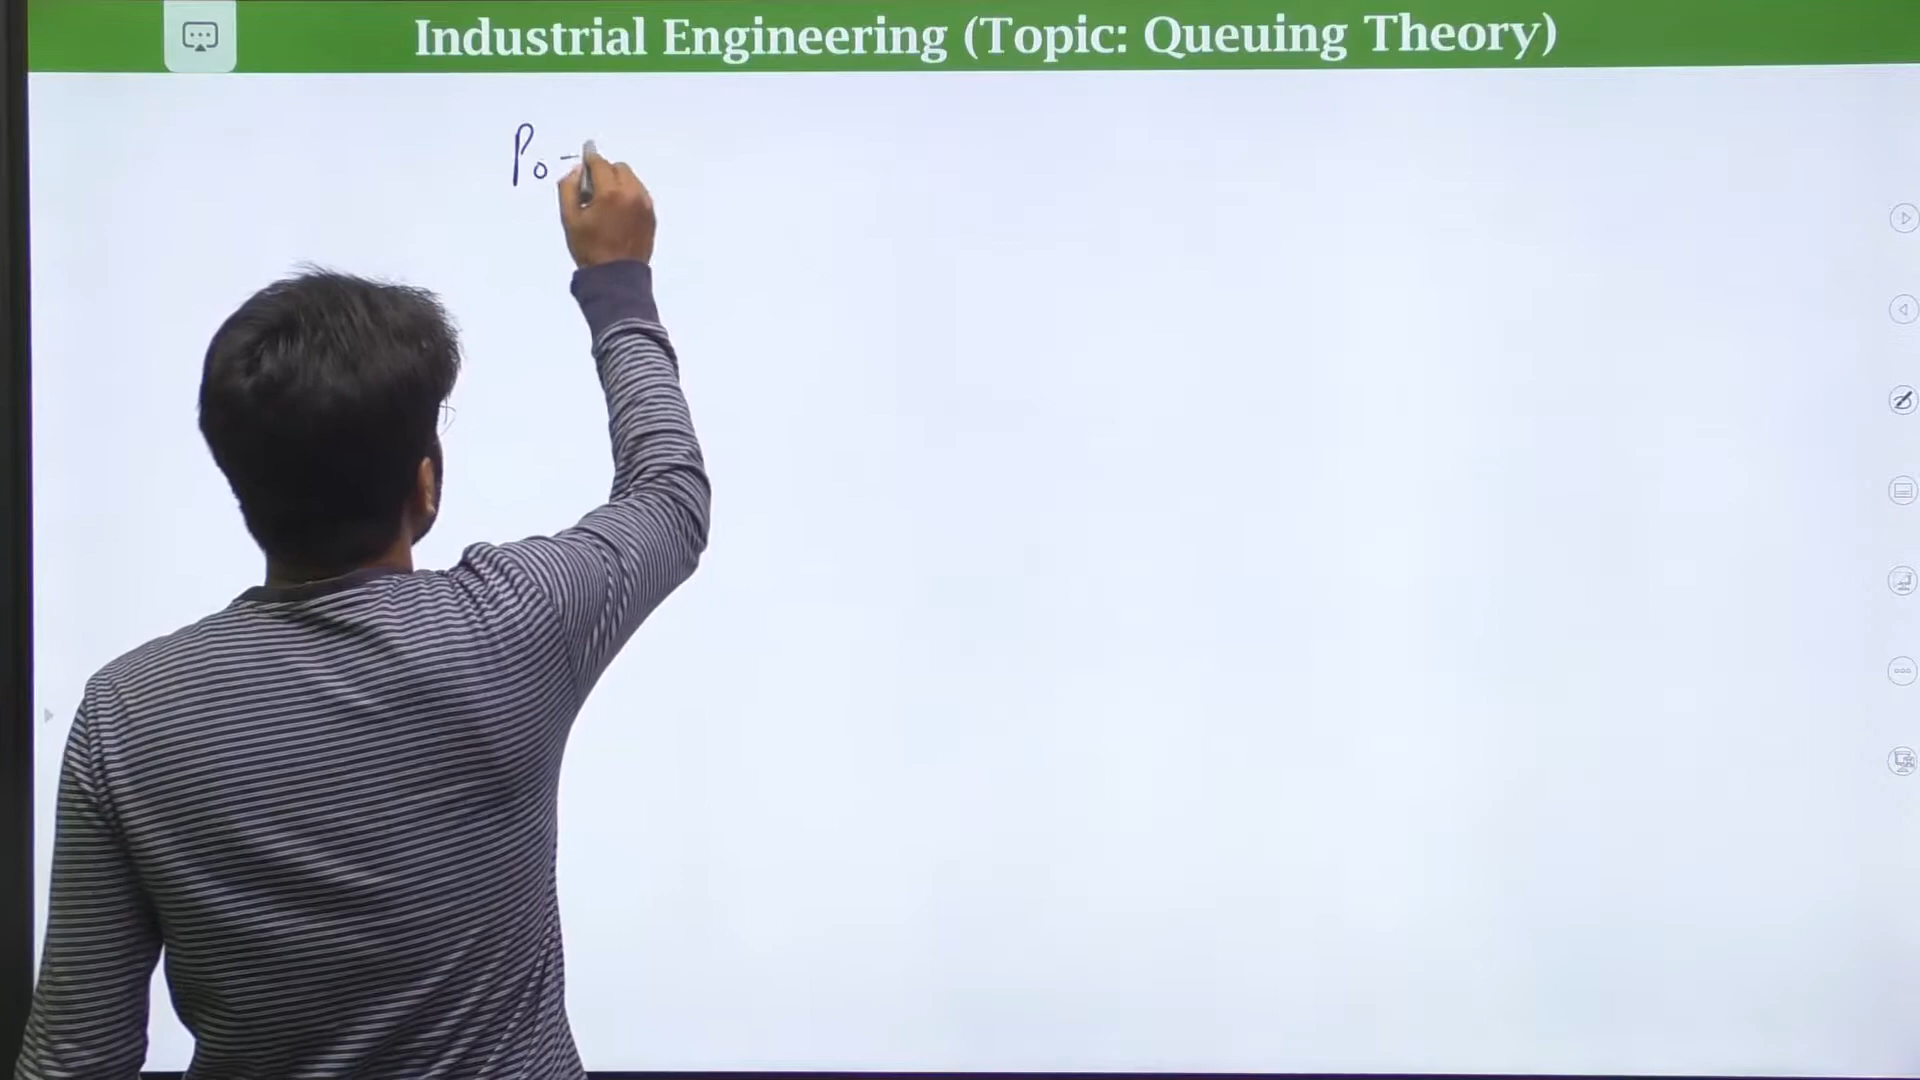 Industrial Engineering (Topic: Queuing Theory)
P₀ -